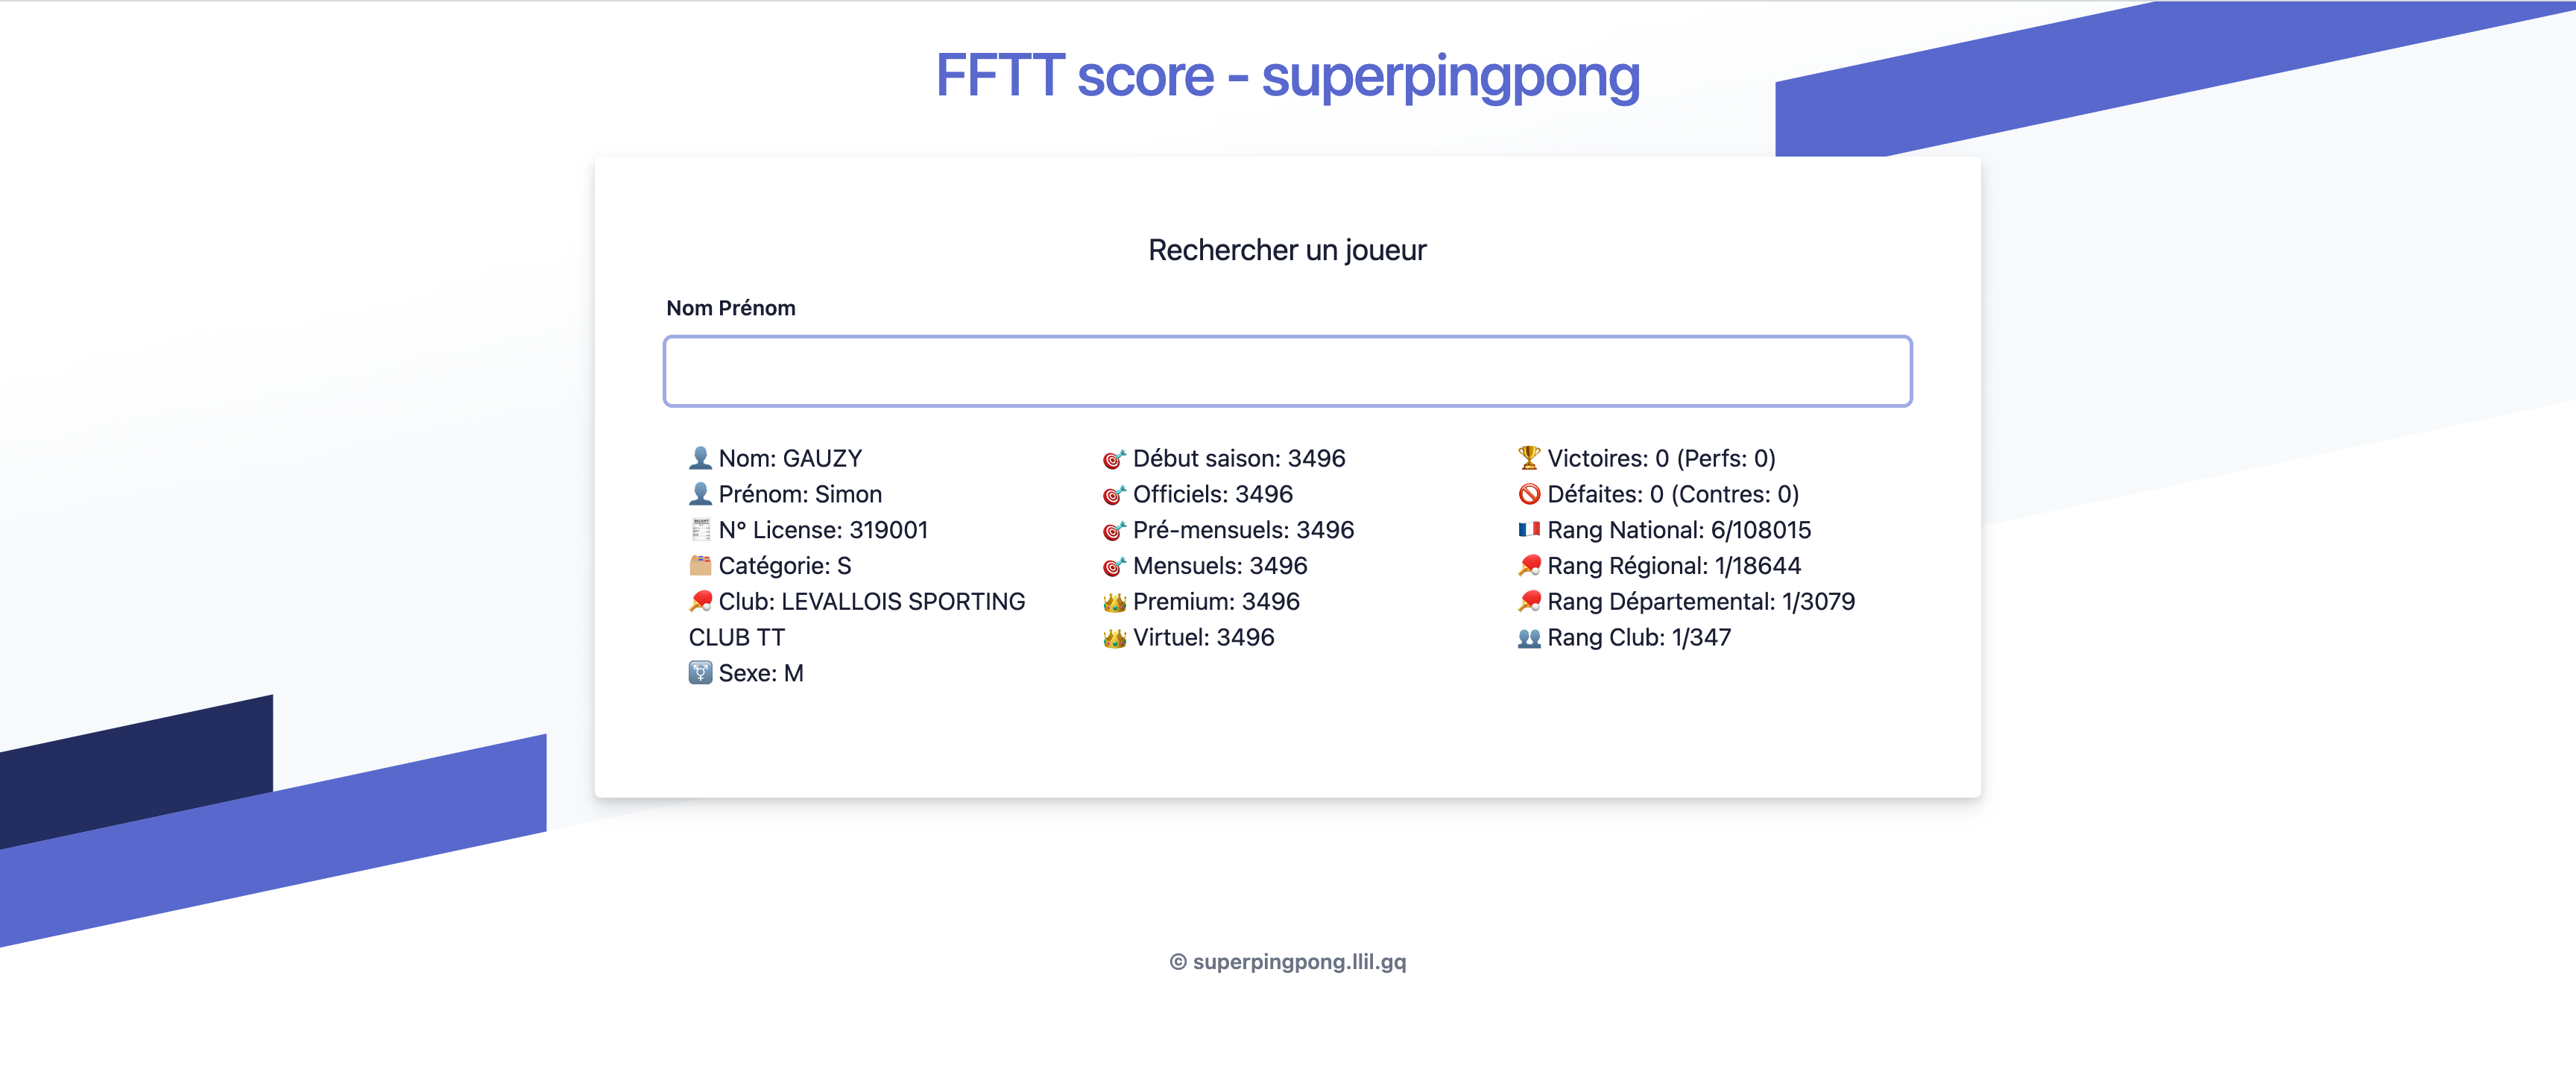 FFTT score - superpingpong
Rechercher un joueur
Nom Prénom
Nom: GAUZY
Prénom: Simon
N° License: 319001
Catégorie: S
Club: LEVALLOIS SPORTING
CLUB TT
Sexe: M
Début saison: 3496
Officiels: 3496
Pré-mensuels: 3496
Mensuels: 3496
Premium: 3496
Virtuel: 3496
Victoires: 0 (Perfs: 0)
Défaites: 0 (Contres: 0)
Rang National: 6/108015
Rang Régional: 1/18644
Rang Départemental: 1/3079
Rang Club: 1/347
© superpingpong.llil.gq